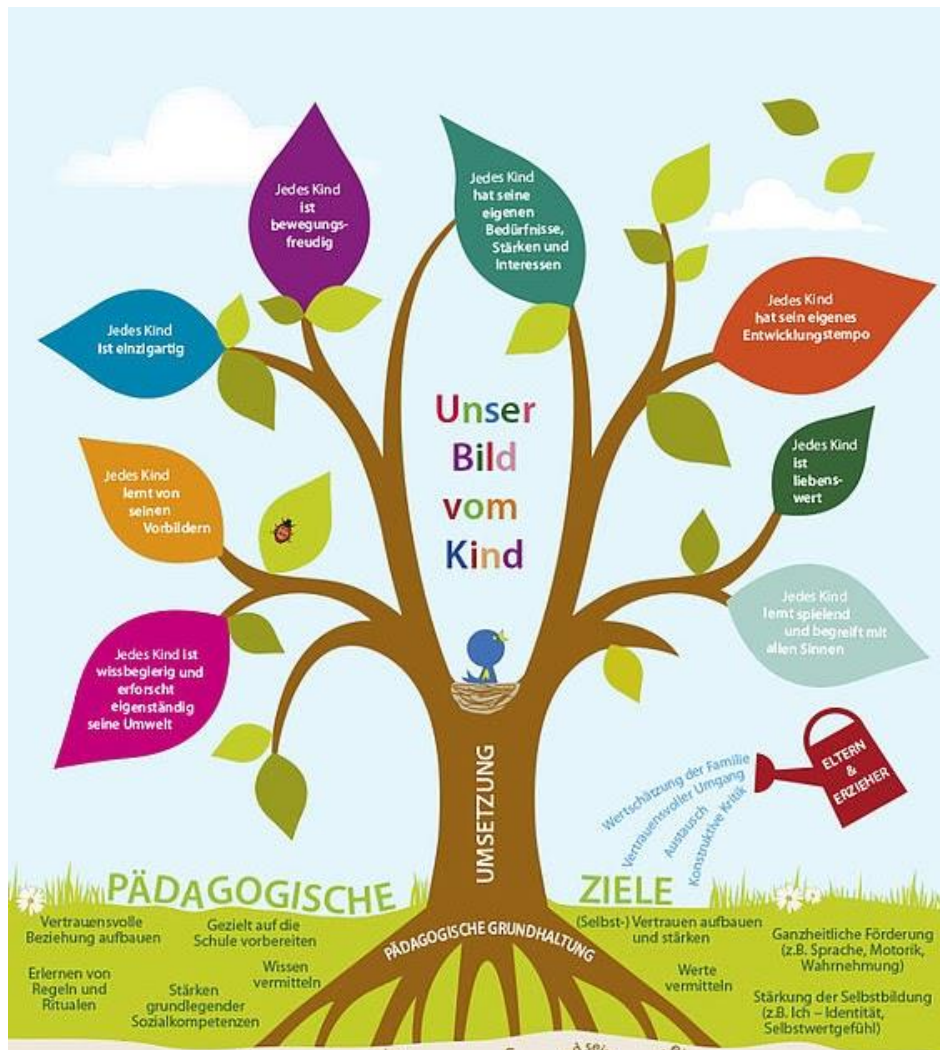 Jedes Kind
ist
bewegungs-
freudig
Jedes Kind
hat seine
eigenen
Bedürfnisse,
Stärken und
Interessen
Jedes Kind
ist einzigartig
Jedes Kind
hat sein eigenes
Entwicklungstempo
Unser
Bild
vom
Kind
Jedes Kind
lernt von
seinen
Vorbildern
Jedes Kind
ist
liebens-
wert
Jedes Kind
lernt spielend
und begreift mit
allen Sinnen
Jedes Kind ist
wissbegierig und
erforscht
eigenständig
seine Umwelt
ELTERN
&
ERZIEHER
Wertschätzung der Familie
Vertrauensvoller Umgang
Austausch
Konstruktive Kritik
UMSETZUNG
PÄDAGOGISCHE ZIELE
PÄDAGOGISCHE GRUNDHALTUNG
Vertrauensvolle
Beziehung aufbauen
Gezielt auf die
Schule vorbereiten
(Selbst-) Vertrauen aufbauen
und stärken
Ganzheitliche Förderung
(z.B. Sprache, Motorik,
Wahrnehmung)
Erlernen von
Regeln und
Ritualen
Wissen
vermitteln
Stärken
grundlegender
Sozialkompetenzen
Werte
vermitteln
Stärkung der Selbstbildung
(z.B. Ich – Identität,
Selbstwertgefühl)